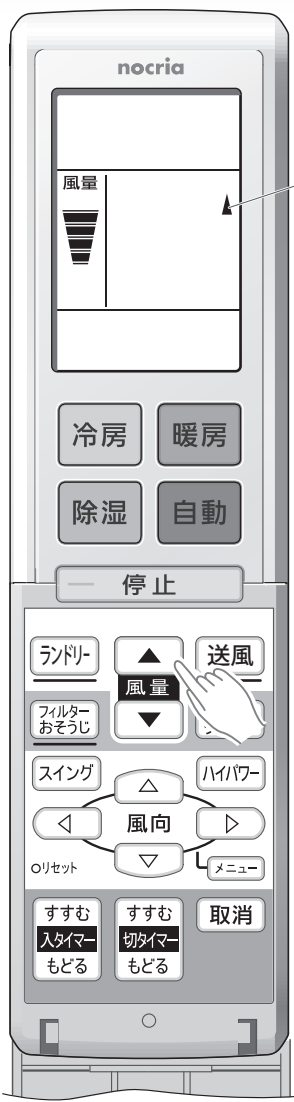 nocria
風量
冷房
暖房
除湿
自動
停止
ランドリー
送風
風量
フィルター
おそうじ
スイング
ハイパワー
風向
リセット
メニュー
すすむ
入タイマー
もどる
すすむ
切タイマー
もどる
取消